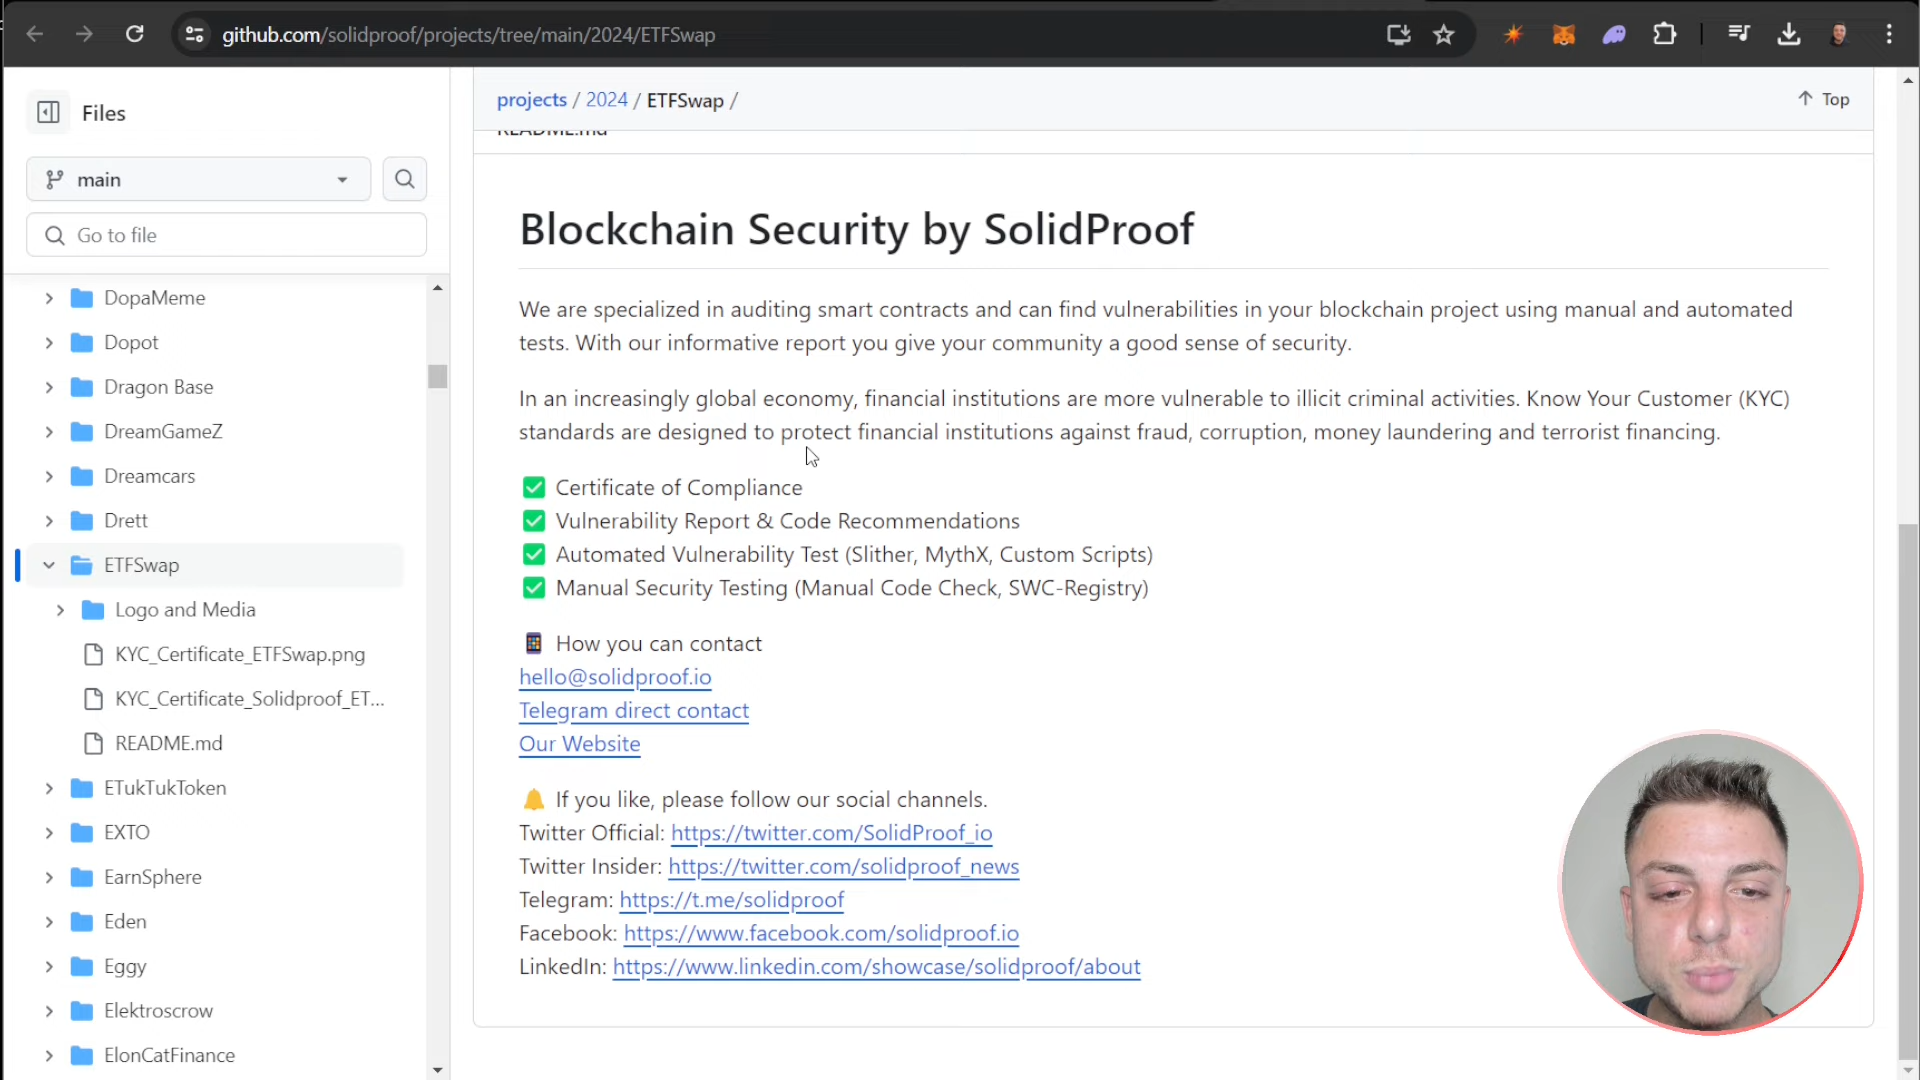 github.com/solidproof/projects/tree/main/2024/ETFSwap
Files
main
Go to file
DopaMeme
Dopot
Dragon Base
DreamGameZ
Dreamcars
Drett
ETFSwap
Logo and Media
KYC_Certificate_ETFSwap.png
KYC_Certificate_Solidproof_ET...
README.md
ETukTukToken
EXTO
EarnSphere
Eden
Eggy
Elektroscrow
ElonCatFinance
projects / 2024 / ETFSwap /
Top
README.md
Blockchain Security by SolidProof
We are specialized in auditing smart contracts and can find vulnerabilities in your blockchain project using manual and automated
tests. With our informative report you give your community a good sense of security.
In an increasingly global economy, financial institutions are more vulnerable to illicit criminal activities. Know Your Customer (KYC)
standards are designed to protect financial institutions against fraud, corruption, money laundering and terrorist financing.
✅ Certificate of Compliance
✅ Vulnerability Report & Code Recommendations
✅ Automated Vulnerability Test (Slither, MythX, Custom Scripts)
✅ Manual Security Testing (Manual Code Check, SWC-Registry)
📱 How you can contact
hello@solidproof.io
Telegram direct contact
Our Website
🔔 If you like, please follow our social channels.
Twitter Official: https://twitter.com/SolidProof_io
Twitter Insider: https://twitter.com/solidproof_news
Telegram: https://t.me/solidproof
Facebook: https://www.facebook.com/solidproof.io
LinkedIn: https://www.linkedin.com/showcase/solidproof/about